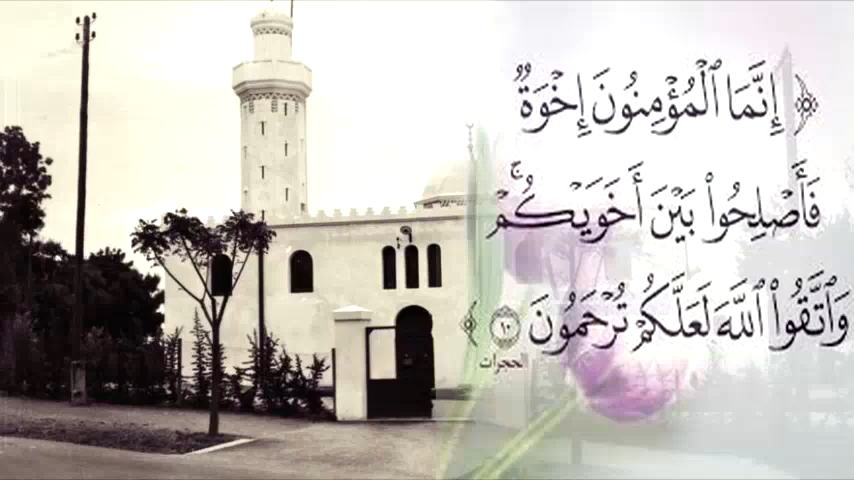 ﴿ إِنَّمَا ٱلْمُؤْمِنُونَ إِخْوَةٌ
فَأَصْلِحُوا۟ بَيْنَ أَخَوَيْكُمْ ۚ
وَٱتَّقُوا۟ ٱللَّهَ لَعَلَّكُمْ تُرْحَمُونَ ١٠ ﴾
الحجرات